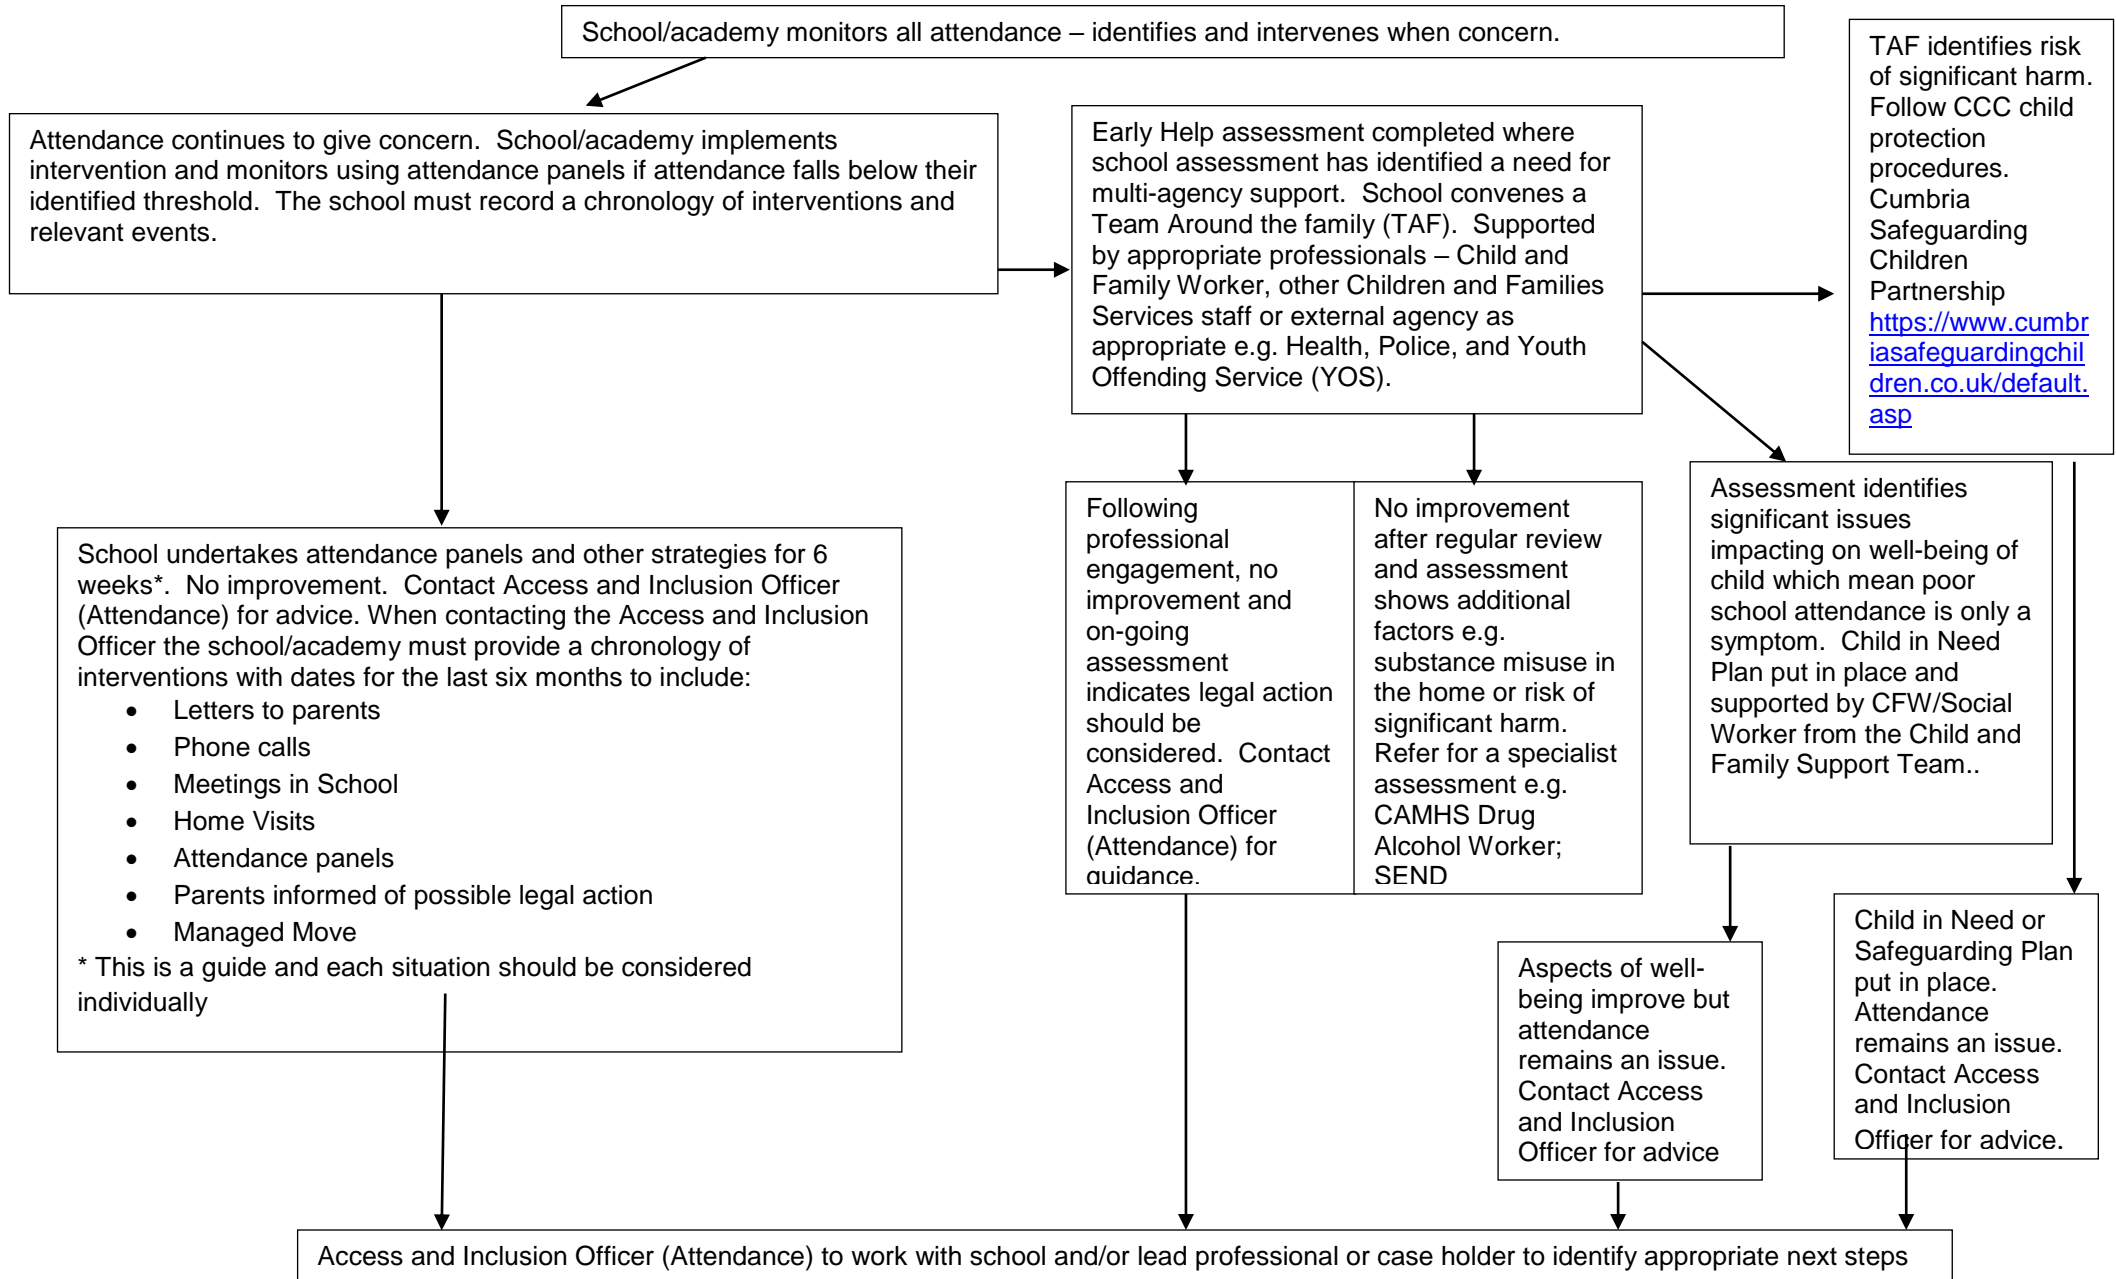 School/academy monitors all attendance – identifies and intervenes when concern.
TAF identifies risk
of significant harm.
Follow CCC child
protection
procedures.
Cumbria
Safeguarding
Children
Partnership
https://www.cumbr
iasafeguardingchil
dren.co.uk/default.
asp
Attendance continues to give concern.  School/academy implements
intervention and monitors using attendance panels if attendance falls below their
identified threshold.  The school must record a chronology of interventions and
relevant events.
Early Help assessment completed where
school assessment has identified a need for
multi-agency support.  School convenes a
Team Around the family (TAF).  Supported
by appropriate professionals – Child and
Family Worker, other Children and Families
Services staff or external agency as
appropriate e.g. Health, Police, and Youth
Offending Service (YOS).
School undertakes attendance panels and other strategies for 6
weeks*.  No improvement.  Contact Access and Inclusion Officer
(Attendance) for advice. When contacting the Access and Inclusion
Officer the school/academy must provide a chronology of
interventions with dates for the last six months to include:
• Letters to parents
• Phone calls
• Meetings in School
• Home Visits
• Attendance panels
• Parents informed of possible legal action
• Managed Move
* This is a guide and each situation should be considered
individually
Following
professional
engagement, no
improvement and
on-going
assessment
indicates legal action
should be
considered.  Contact
Access and
Inclusion Officer
(Attendance) for
guidance.
No improvement
after regular review
and assessment
shows additional
factors e.g.
substance misuse in
the home or risk of
significant harm.
Refer for a specialist
assessment e.g.
CAMHS Drug
Alcohol Worker;
SEND
Assessment identifies
significant issues
impacting on well-being of
child which mean poor
school attendance is only a
symptom.  Child in Need
Plan put in place and
supported by CFW/Social
Worker from the Child and
Family Support Team..
Aspects of well-
being improve but
attendance
remains an issue.
Contact Access
and Inclusion
Officer for advice
Child in Need or
Safeguarding Plan
put in place.
Attendance
remains an issue.
Contact Access
and Inclusion
Officer for advice.
Access and Inclusion Officer (Attendance) to work with school and/or lead professional or case holder to identify appropriate next steps